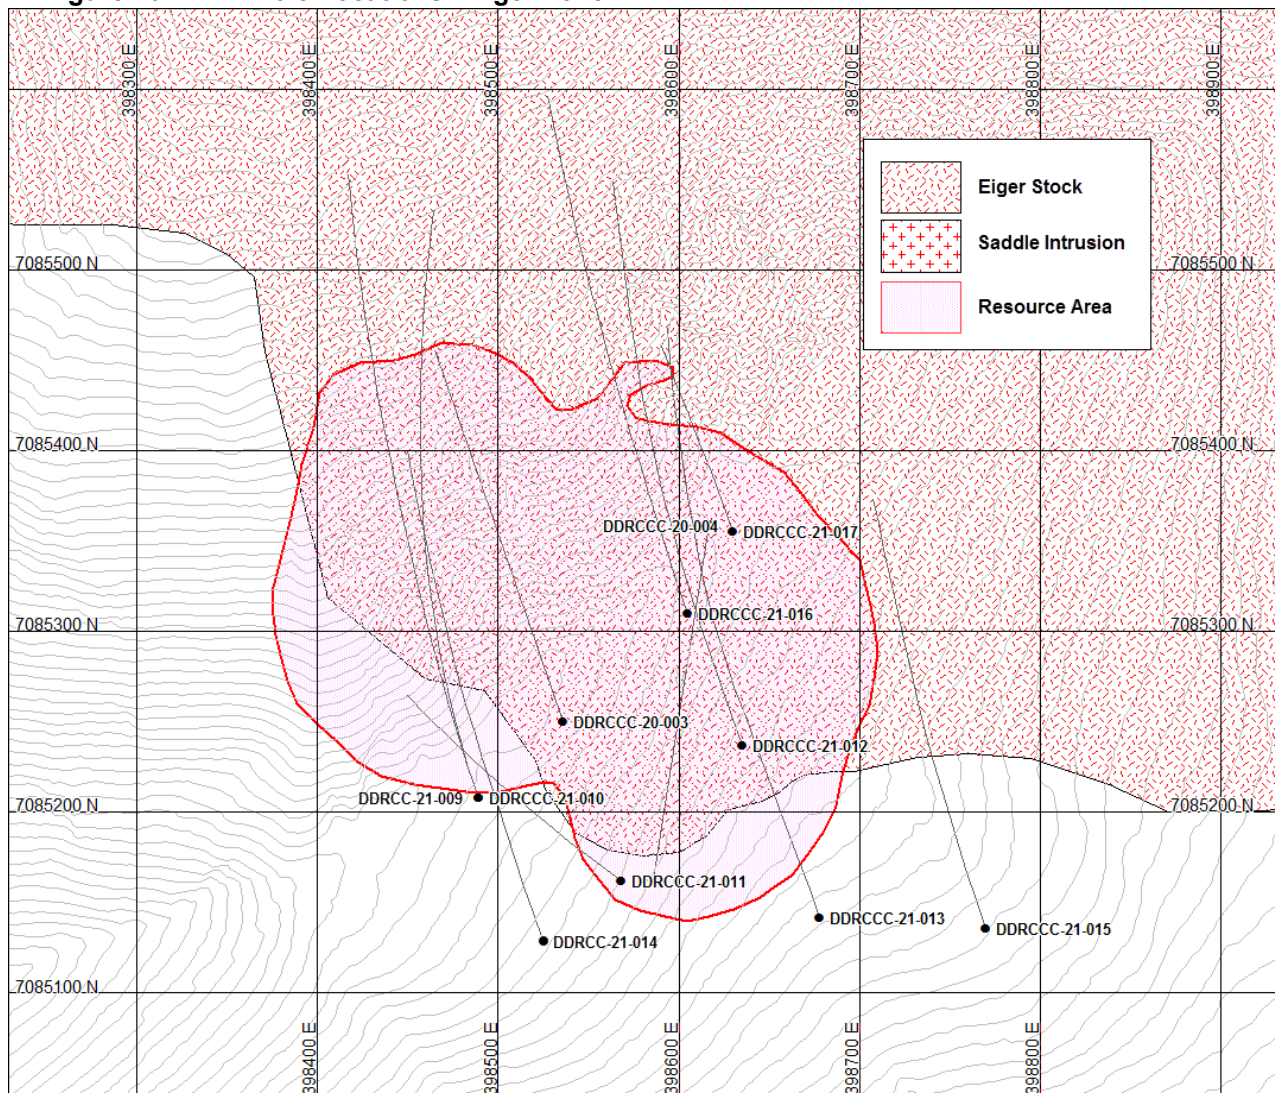 398300 E
398400 E
398500 E
398600 E
398700 E
398800 E
398900 E
Eiger Stock
Saddle Intrusion
Resource Area
7085500 N
7085500 N
7085400 N
7085400 N
DDRCCC-20-004
DDRCCC-21-017
DDRCCC-21-016
7085300 N
7085300 N
DDRCCC-20-003
DDRCCC-21-012
DDRCC-21-009
DDRCCC-21-010
7085200 N
7085200 N
DDRCCC-21-011
DDRCCC-21-013
DDRCCC-21-015
DDRCC-21-014
7085100 N
7085100 N
398400 E
398500 E
398600 E
398700 E
398800 E